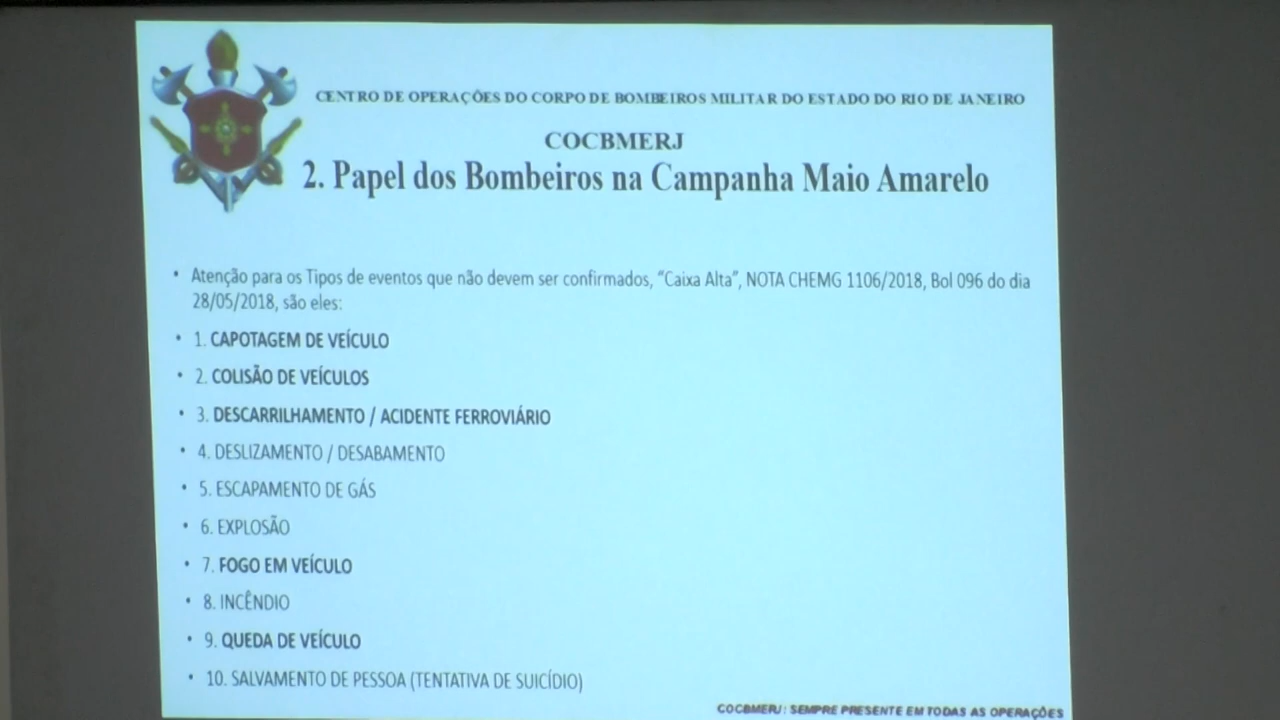 CENTRO DE OPERAÇÕES DO CORPO DE BOMBEIROS MILITAR DO ESTADO DO RIO DE JANEIRO
COCBMERJ
2. Papel dos Bombeiros na Campanha Maio Amarelo
• Atenção para os Tipos de eventos que não devem ser confirmados, "Caixa Alta", NOTA CHEMG 1106/2018, Bol 096 do dia
28/05/2018, são eles:
• 1. CAPOTAGEM DE VEÍCULO
• 2. COLISÃO DE VEÍCULOS
• 3. DESCARRILHAMENTO / ACIDENTE FERROVIÁRIO
• 4. DESLIZAMENTO / DESABAMENTO
• 5. ESCAPAMENTO DE GÁS
• 6. EXPLOSÃO
• 7. FOGO EM VEÍCULO
• 8. INCÊNDIO
• 9. QUEDA DE VEÍCULO
• 10. SALVAMENTO DE PESSOA (TENTATIVA DE SUICÍDIO)
COCBMERJ: SEMPRE PRESENTE EM TODAS AS OPERAÇÕES